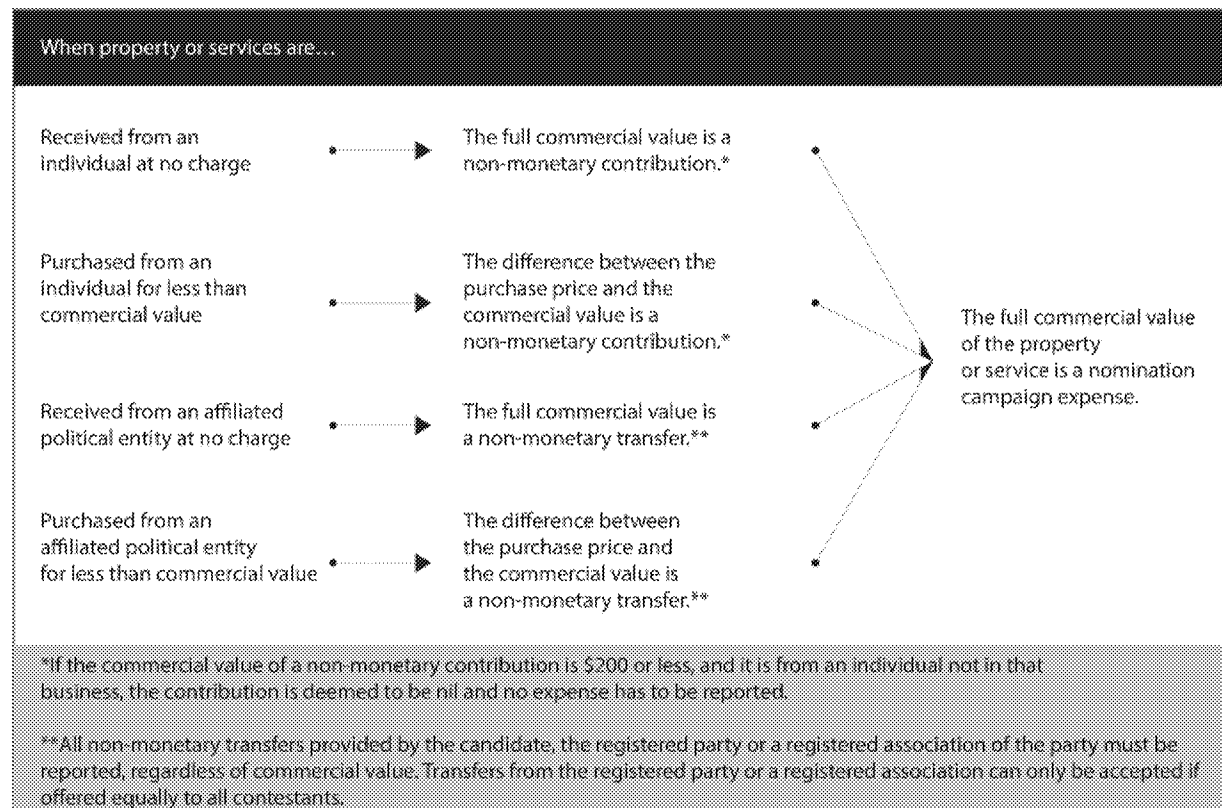 When property or services are…
Received from an
individual at no charge
The full commercial value is a
non-monetary contribution.*
Purchased from an
individual for less than
commercial value
The difference between the
purchase price and the
commercial value is a
non-monetary contribution.*
Received from an affiliated
political entity at no charge
The full commercial value is
a non-monetary transfer.**
Purchased from an
affiliated political entity
for less than commercial value
The difference between
the purchase price and
the commercial value is
a non-monetary transfer.**
The full commercial value
of the property
or service is a nomination
campaign expense.
*If the commercial value of a non-monetary contribution is $200 or less, and it is from an individual not in that
business, the contribution is deemed to be nil and no expense has to be reported.
**All non-monetary transfers provided by the candidate, the registered party or a registered association of the party must be
reported, regardless of commercial value. Transfers from the registered party or a registered association can only be accepted if
offered equally to all contestants.